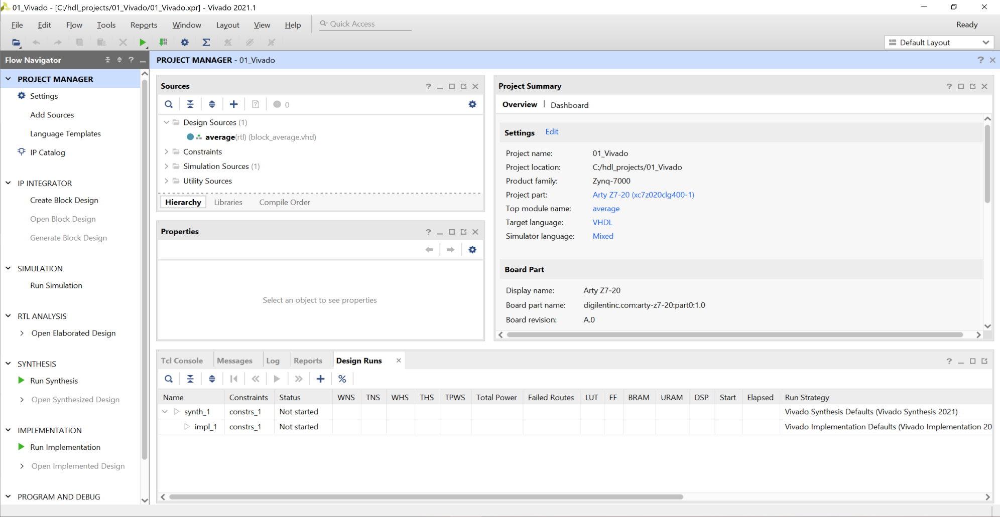 01_Vivado - [C:/hdl_projects/01_Vivado/01_Vivado.xpr] - Vivado 2021.1
File Edit Flow Tools Reports Window Layout View Help Quick Access Ready
Default Layout
Flow Navigator
PROJECT MANAGER
Settings
Add Sources
Language Templates
IP Catalog
IP INTEGRATOR
Create Block Design
Open Block Design
Generate Block Design
SIMULATION
Run Simulation
RTL ANALYSIS
Open Elaborated Design
SYNTHESIS
Run Synthesis
Open Synthesized Design
IMPLEMENTATION
Run Implementation
Open Implemented Design
PROGRAM AND DEBUG
PROJECT MANAGER - 01_Vivado
Sources
0
Design Sources (1)
average(rtl) (block_average.vhd)
Constraints
Simulation Sources (1)
Utility Sources
Hierarchy Libraries Compile Order
Properties
Select an object to see properties
Project Summary
Overview | Dashboard
Settings Edit
Project name: 01_Vivado
Project location: C:/hdl_projects/01_Vivado
Product family: Zynq-7000
Project part: Arty Z7-20 (xc7z020clg400-1)
Top module name: average
Target language: VHDL
Simulator language: Mixed
Board Part
Display name: Arty Z7-20
Board part name: digilentinc.com:arty-z7-20:part0:1.0
Board revision: A.0
Tcl Console Messages Log Reports Design Runs
Name Constraints Status WNS TNS WHS THS TPWS Total Power Failed Routes LUT FF BRAM URAM DSP Start Elapsed Run Strategy
synth_1 constrs_1 Not started Vivado Synthesis Defaults (Vivado Synthesis 2021)
impl_1 constrs_1 Not started Vivado Implementation Defaults (Vivado Implementation 20